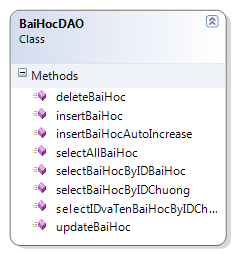 BaiHocDAO
Class
Methods
deleteBaiHoc
insertBaiHoc
insertBaiHocAutoIncrease
selectAllBaiHoc
selectBaiHocByIDBaiHoc
selectBaiHocByIDChuong
selectIDvaTenBaiHocByIDCh...
updateBaiHoc